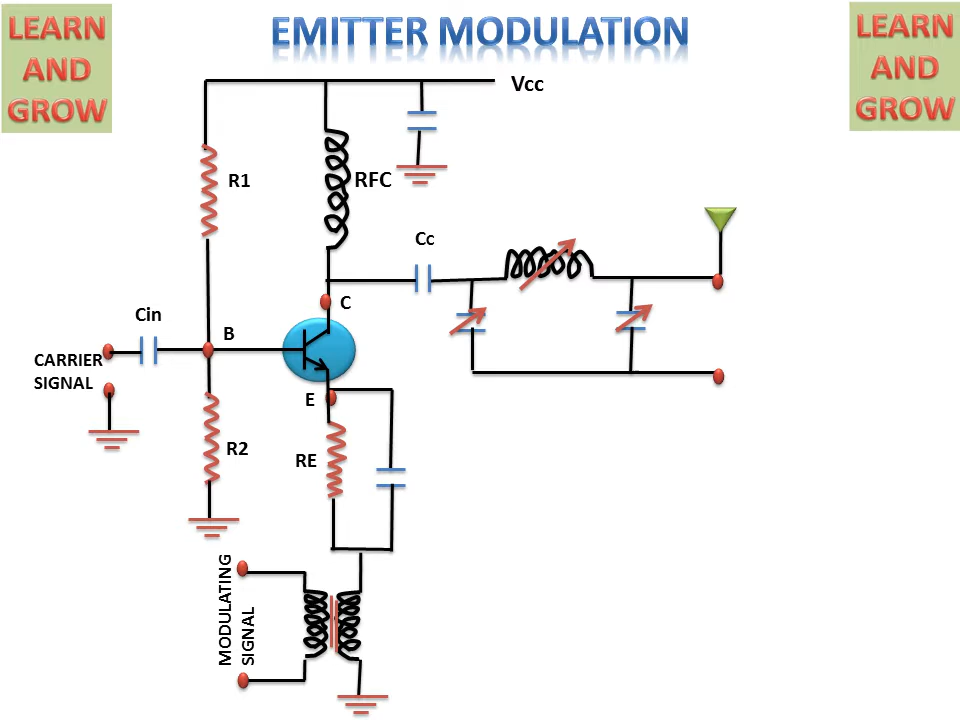 LEARN
AND
GROW
EMITTER MODULATION
LEARN
AND
GROW
Vcc
R1
RFC
Cc
C
Cin
B
CARRIER
SIGNAL
E
R2
RE
MODULATING
SIGNAL